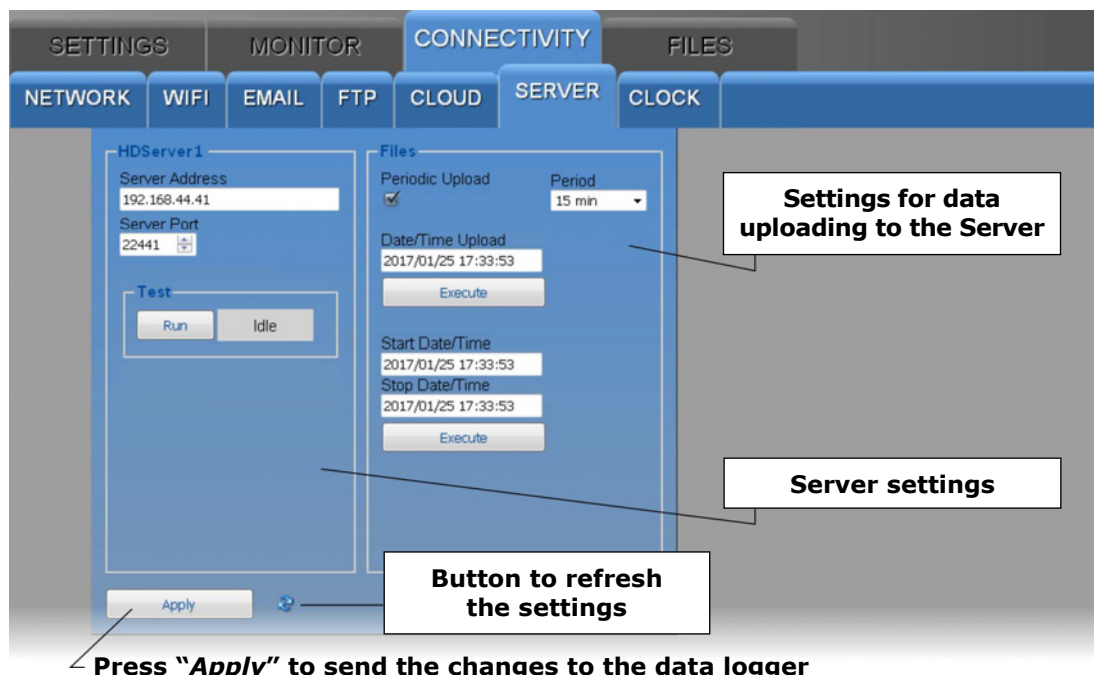 SETTINGS MONITOR CONNECTIVITY FILES
NETWORK WIFI EMAIL FTP CLOUD SERVER CLOCK
HDServer1
Server Address
192.168.44.41
Server Port
22441
Test
Run Idle
Files
Periodic Upload Period
15 min
Date/Time Upload
2017/01/25 17:33:53
Execute
Start Date/Time
2017/01/25 17:33:53
Stop Date/Time
2017/01/25 17:33:53
Execute
Settings for data
uploading to the Server
Server settings
Button to refresh
the settings
Apply
Press “Apply” to send the changes to the data logger